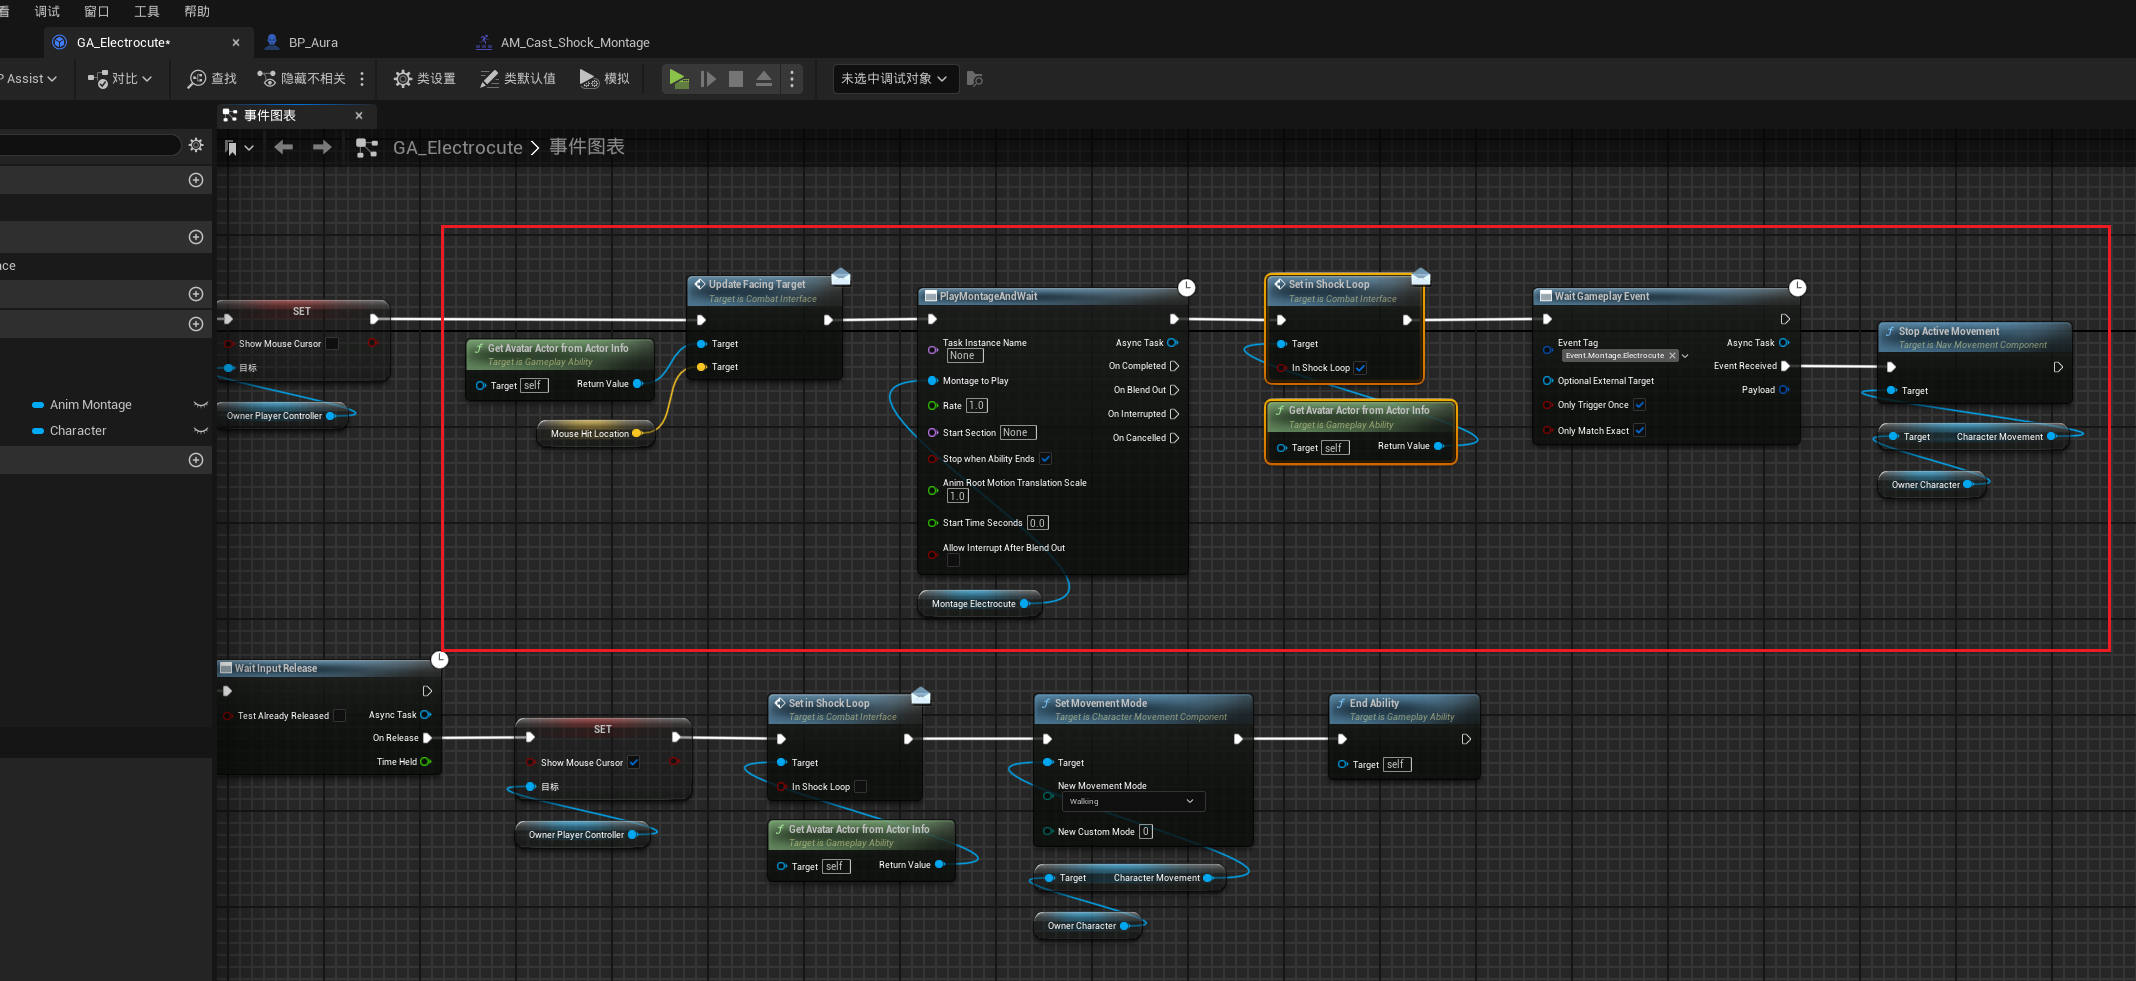 看 调试 窗口 工具 帮助
GA_Electrocute* BP_Aura AM_Cast_Shock_Montage
P Assist 对比 查找 隐藏不相关 类设置 类默认值 模拟 未选中调试对象
事件图表
GA_Electrocute > 事件图表
ce
Anim Montage
Character
SET
Show Mouse Cursor
目标
Owner Player Controller
Get Avatar Actor from Actor Info
Target is Gameplay Ability
Target self Return Value
Mouse Hit Location
Update Facing Target
Target is Combat Interface
Target
Target
PlayMontageAndWait
Task Instance Name Async Task
None
On Completed
Montage to Play
On Blend Out
Rate 1.0
On Interrupted
Start Section None
On Cancelled
Stop when Ability Ends
Anim Root Motion Translation Scale
1.0
Start Time Seconds 0.0
Allow Interrupt After Blend Out
Montage Electrocute
Set in Shock Loop
Target is Combat Interface
Target
In Shock Loop
Get Avatar Actor from Actor Info
Target is Gameplay Ability
Target self Return Value
Wait Gameplay Event
Event Tag Async Task
Event.Montage.Electrocute
Event Received
Optional External Target
Payload
Only Trigger Once
Only Match Exact
Stop Active Movement
Target is Nav Movement Component
Target
Target Character Movement
Owner Character
Wait Input Release
Test Already Released Async Task
On Release
Time Held
SET
Show Mouse Cursor
目标
Owner Player Controller
Set in Shock Loop
Target is Combat Interface
Target
In Shock Loop
Get Avatar Actor from Actor Info
Target is Gameplay Ability
Target self Return Value
Set Movement Mode
Target is Character Movement Component
Target
New Movement Mode
Walking
New Custom Mode 0
Target Character Movement
Owner Character
End Ability
Target is Gameplay Ability
Target self